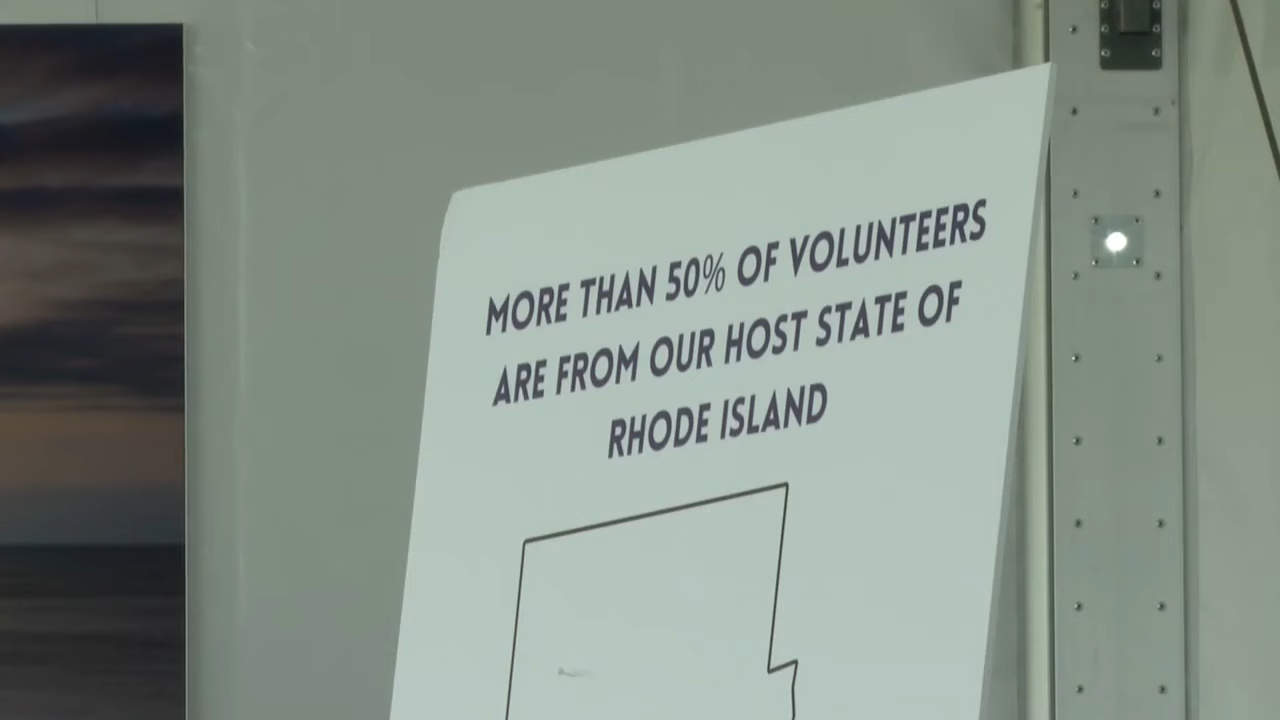 MORE THAN 50% OF VOLUNTEERS
ARE FROM OUR HOST STATE OF
RHODE ISLAND